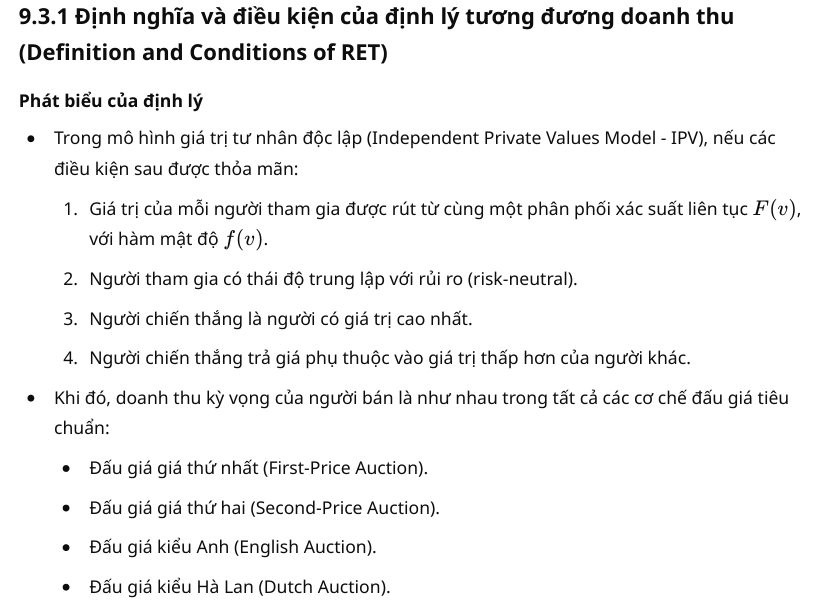 9.3.1 Định nghĩa và điều kiện của định lý tương đương doanh thu
(Definition and Conditions of RET)
Phát biểu của định lý
• Trong mô hình giá trị tư nhân độc lập (Independent Private Values Model - IPV), nếu các
điều kiện sau được thỏa mãn:
1. Giá trị của mỗi người tham gia được rút từ cùng một phân phối xác suất liên tục F(v),
với hàm mật độ f(v).
2. Người tham gia có thái độ trung lập với rủi ro (risk-neutral).
3. Người chiến thắng là người có giá trị cao nhất.
4. Người chiến thắng trả giá phụ thuộc vào giá trị thấp hơn của người khác.
• Khi đó, doanh thu kỳ vọng của người bán là như nhau trong tất cả các cơ chế đấu giá tiêu
chuẩn:
• Đấu giá giá thứ nhất (First-Price Auction).
• Đấu giá giá thứ hai (Second-Price Auction).
• Đấu giá kiểu Anh (English Auction).
• Đấu giá kiểu Hà Lan (Dutch Auction).